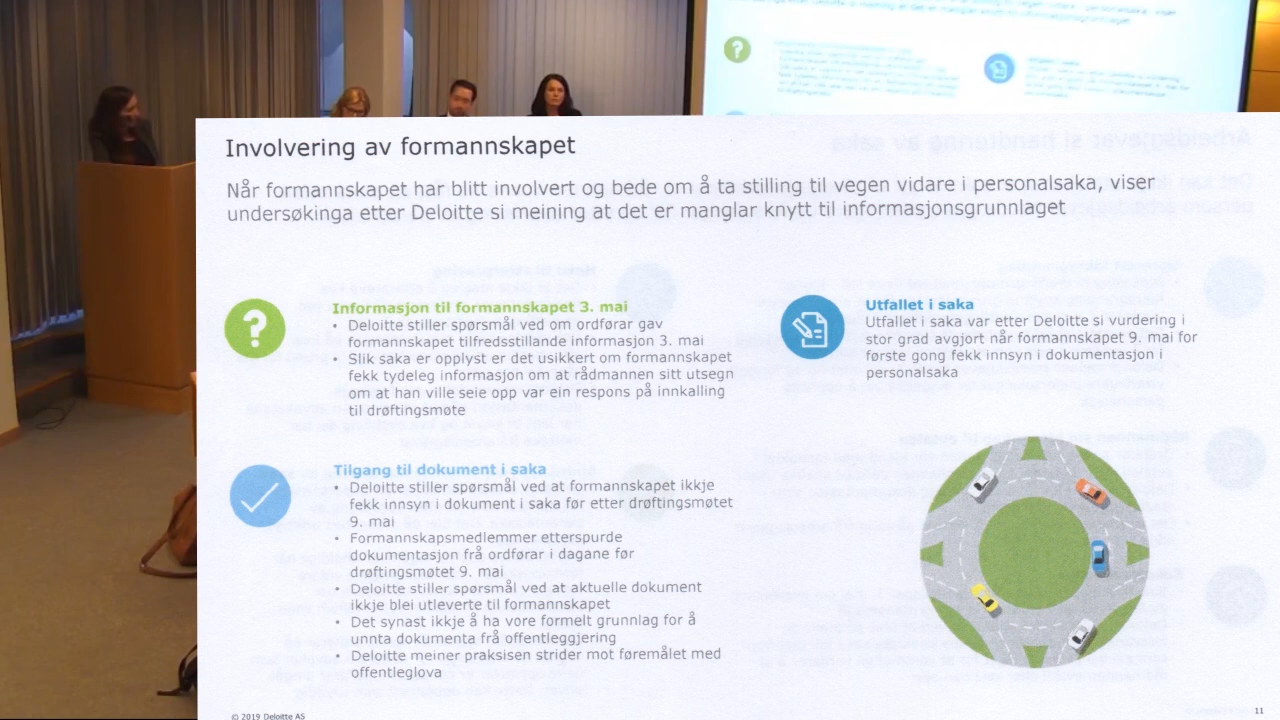 Involvering av formannskapet
Når formannskapet har blitt involvert og bede om å ta stilling til vegen vidare i personalsaka, viser
undersøkinga etter Deloitte si meining at det er manglar knytt til informasjonsgrunnlaget
Informasjon til formannskapet 3. mai
• Deloitte stiller spørsmål ved om ordførar gav
formannskapet tilfredsstillande informasjon 3. mai
• Slik saka er opplyst er det usikkert om formannskapet
fekk tydeleg informasjon om at rådmannen sitt utsegn
om at han ville seie opp var ein respons på innkalling
til drøftingsmøte
Utfallet i saka
Utfallet i saka var etter Deloitte si vurdering i
stor grad avgjort når formannskapet 9. mai for
første gong fekk innsyn i dokumentasjon i
personalsaka
Tilgang til dokument i saka
• Deloitte stiller spørsmål ved at formannskapet ikkje
fekk innsyn i dokument i saka før etter drøftingsmøtet
9. mai
• Formannskapsmedlemmer etterspurde
dokumentasjon frå ordførar i dagane før
drøftingsmøtet 9. mai
• Deloitte stiller spørsmål ved at aktuelle dokument
ikkje blei utleverte til formannskapet
• Det synast ikkje å ha vore formelt grunnlag for å
unnta dokumenta frå offentleggjering
• Deloitte meiner praksisen strider mot føremålet med
offentleglova
© 2019 Deloitte AS
11